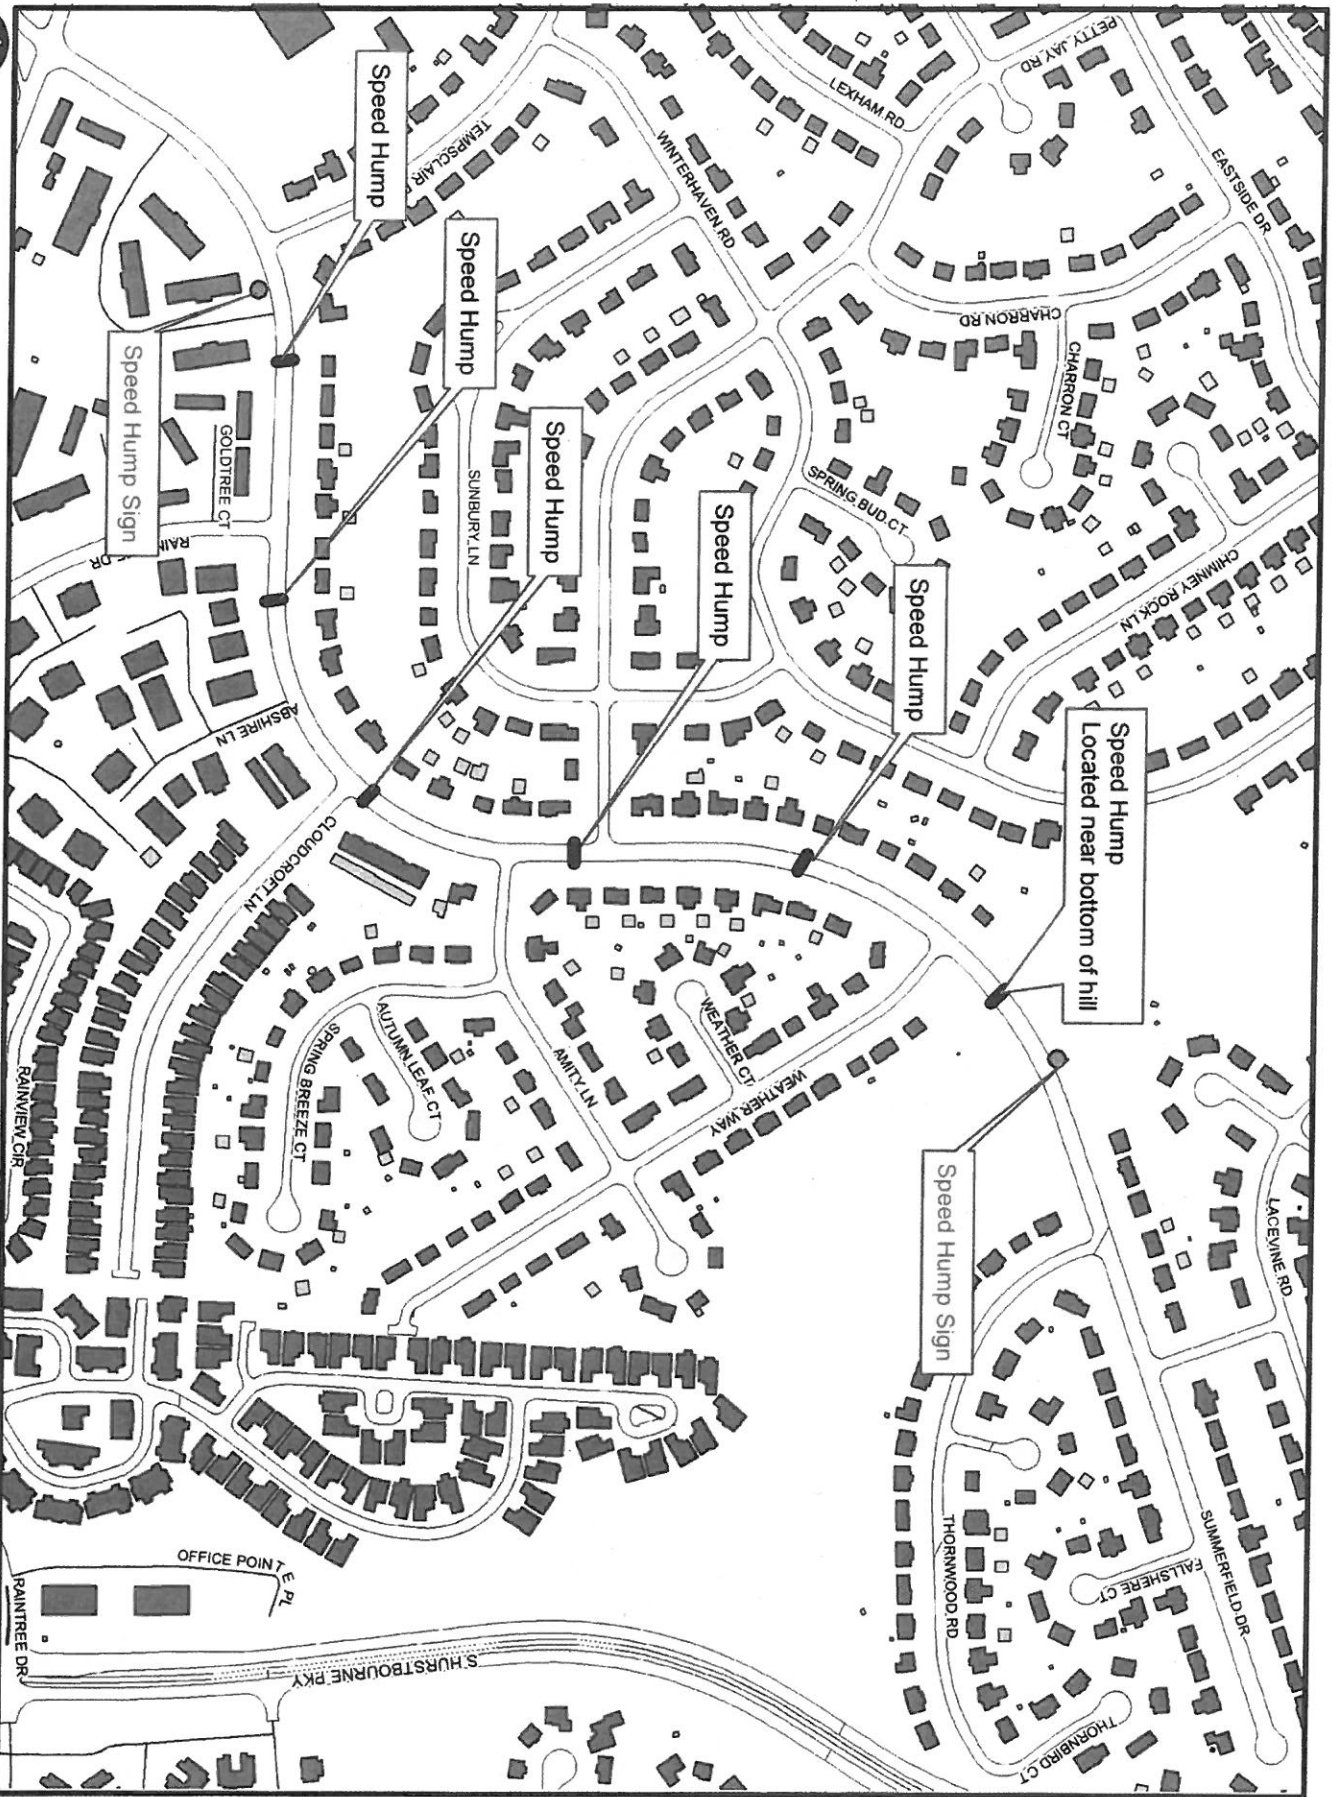 PETTY JAY RD
LEXHAM RD
EASTSIDE DR
TEMPSCLAIR
WINTERHAVEN RD
Speed Hump
Speed Hump
CHARRON RD
CHARRON CT
Speed Hump Sign
GOLDTREE CT
SUNBURY LN
Speed Hump
SPRING BUD CT
Speed Hump
CHIMNEY ROCK LN
DR
Speed Hump
ABSHIRE LN
Speed Hump
Located near bottom of hill
CLOUDCROFT LN
WEATHER CT
WEATHER WAY
AMITY LN
AUTUMN LEAF CT
SPRING BREEZE CT
RAINVIEW CIR
Speed Hump Sign
LACEVINE RD
THORNWOOD RD
SUMMERFIELD DR
FALLSHERE CT
OFFICE POINTE PL
RAINTREE DR
S HURSTBOURNE PKY
THORNBIRD CT